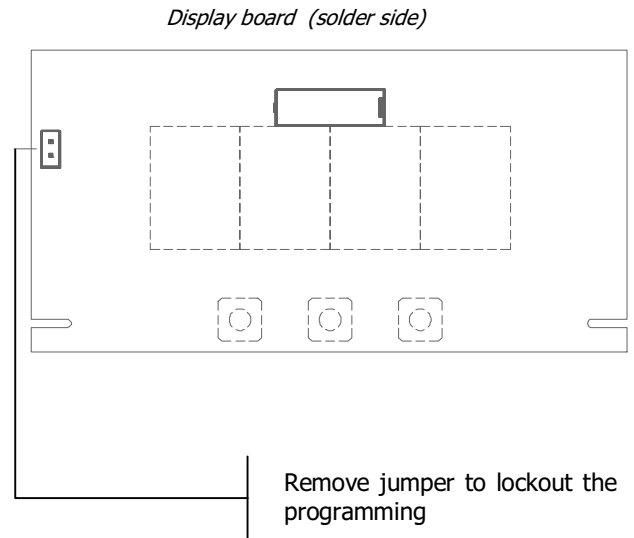 Display board (solder side)
Remove jumper to lockout the
programming